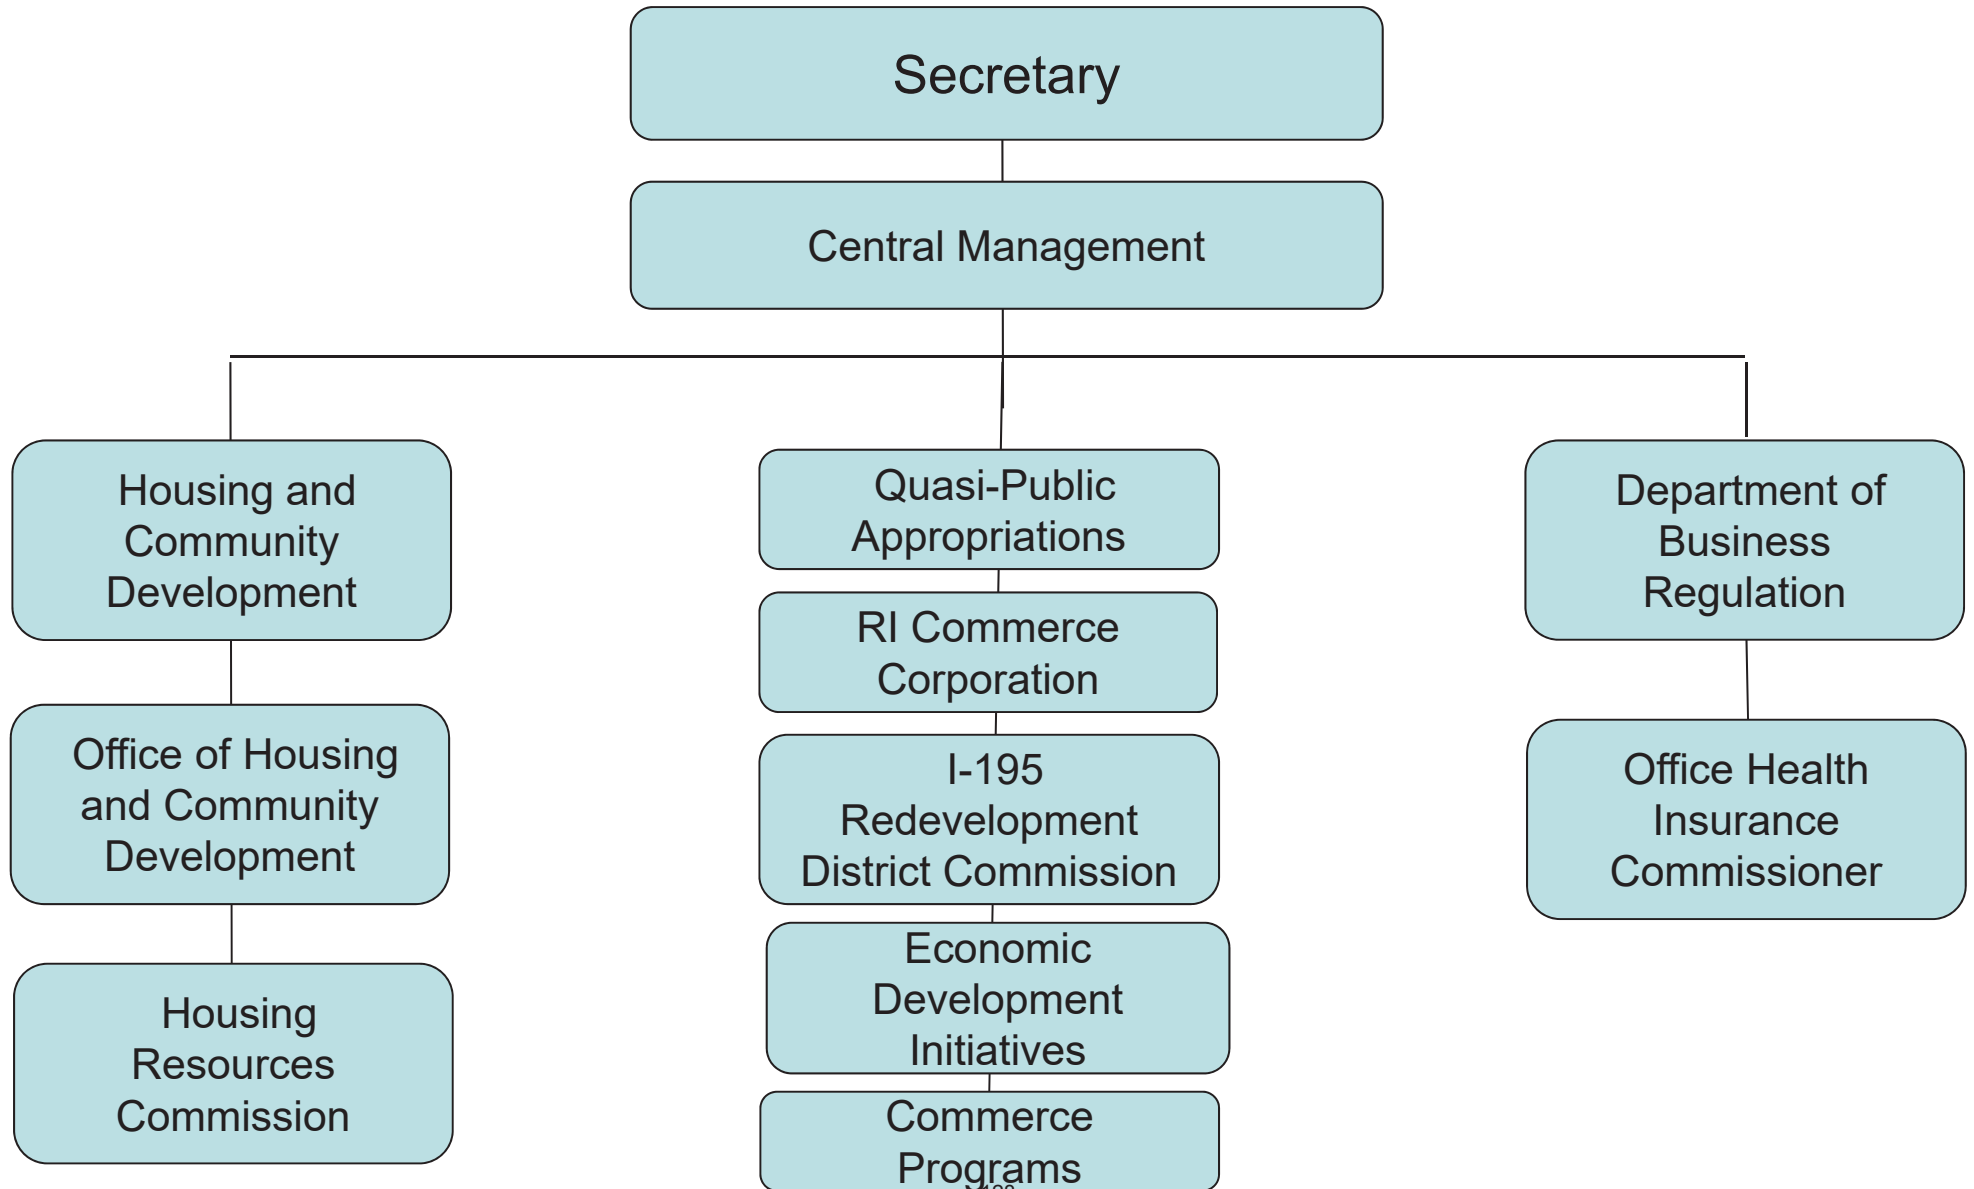 Secretary
Central Management
Housing and
Community
Development
Office of Housing
and Community
Development
Housing
Resources
Commission
Quasi-Public
Appropriations
RI Commerce
Corporation
I-195
Redevelopment
District Commission
Economic
Development
Initiatives
Commerce
Programs
Department of
Business
Regulation
Office Health
Insurance
Commissioner